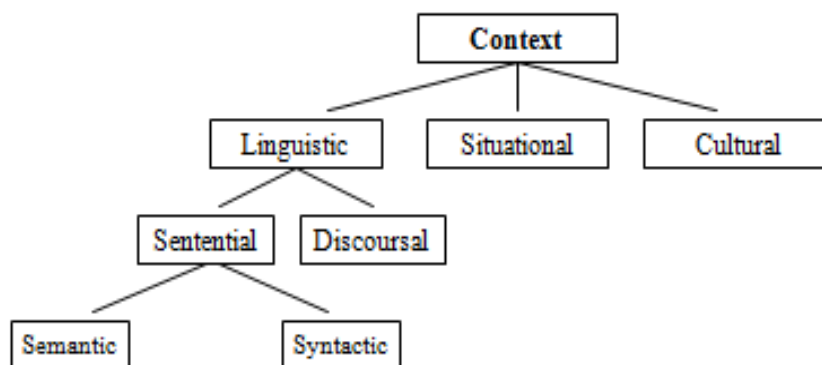 Context
Linguistic
Situational
Cultural
Sentential
Discoursal
Semantic
Syntactic